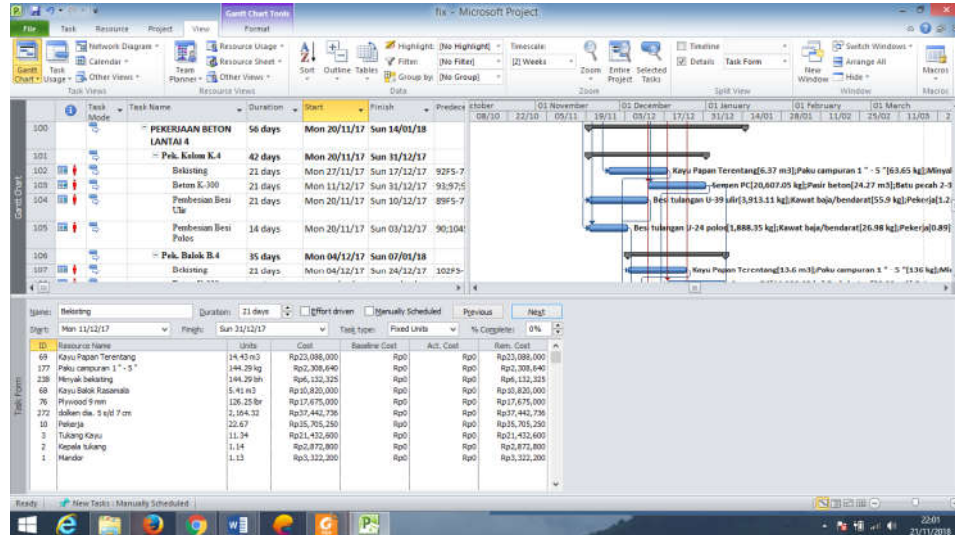 Gantt Chart Tools
fix - Microsoft Project
File Task Resource Project View Format
Gantt Chart Task Usage Network Diagram Calendar Other Views
Team Planner Resource Usage Resource Sheet Other Views
Sort Outline Tables
Highlight: [No Highlight]
Filter: [No Filter]
Group by: [No Group]
Timescale:
[2] Weeks
Zoom Entire Project Selected Tasks
Timeline
Details Task Form
New Window Switch Windows Arrange All Hide
Macros
Task Views Resource Views Data Zoom Split View Window Macros
Task Mode Task Name Duration Start Finish
01 November 01 December 01 January 01 February 01 March
08/10 22/10 05/11 19/11 03/12 17/12 31/12 14/01 28/01 11/02 25/02 11/03
100 PEKERJAAN BETON LANTAI 4 56 days Mon 20/11/17 Sun 14/01/18
101 Pek. Kolom K.4 42 days Mon 20/11/17 Sun 31/12/17
102 Bekisting 21 days Mon 27/11/17 Sun 17/12/17 92FS-7
Kayu Papan Terentang[6.37 m3];Paku campuran 1 " - 5 "[63.65 kg];Minyal
103 Beton K-300 21 days Mon 11/12/17 Sun 31/12/17
Semen PC[20,607.05 kg];Pasir beton[24.27 m3];Batu pecah 2-3
104 Pembesian Besi Ulir 21 days Mon 20/11/17 Sun 10/12/17 89FS-7
Besi tulangan U-39 ulir[3,913.11 kg];Kawat baja/bendarat[55.9 kg];Pekerja[1.2
105 Pembesian Besi Polos 14 days Mon 20/11/17 Sun 03/12/17
Besi tulangan U-24 polos[1,888.35 kg];Kawat baja/bendarat[26.98 kg];Pekerja[0.89]
106 Pek. Balok B.4 35 days Mon 04/12/17 Sun 07/01/18
107 Bekisting 21 days Mon 04/12/17 Sun 24/12/17 102FS-
Kayu Papan Terentang[13.6 m3];Paku campuran 1 " - 5 "[136 kg];
Gantt Chart
Name: Bekisting Duration: 21 days Effort driven Manually Scheduled Previous Next
Start: Mon 11/12/17 Finish: Sun 31/12/17 Task type: Fixed Units % Complete: 0%
ID Resource Name Units Cost Baseline Cost Act. Cost Rem. Cost
69 Kayu Papan Terentang 14.43 m3 Rp23,088,000 Rp0 Rp0 Rp23,088,000
177 Paku campuran 1 " - 5 " 144.29 kg Rp2,308,640 Rp0 Rp0 Rp2,308,640
238 Minyak bekisting 144.29 Rp6,132,325 Rp0 Rp0 Rp6,132,325
68 Kayu Balok Rasamala 5.41 m3 Rp10,820,000 Rp0 Rp0 Rp10,820,000
76 Plywood 9 mm 126.25 lbr Rp17,675,000 Rp0 Rp0 Rp17,675,000
272 dolken dia. 5 s/d 7 cm 2,164.32 Rp37,442,736 Rp0 Rp0 Rp37,442,736
10 Pekerja 22.67 Rp35,705,250 Rp0 Rp0 Rp35,705,250
3 Tukang Kayu 11.34 Rp21,432,600 Rp0 Rp0 Rp21,432,600
2 Kepala tukang 1.14 Rp2,872,800 Rp0 Rp0 Rp2,872,800
1 Mandor 1.13 Rp3,322,200 Rp0 Rp0 Rp3,322,200
Task Form
Ready New Tasks : Manually Scheduled
22:01
21/11/2018